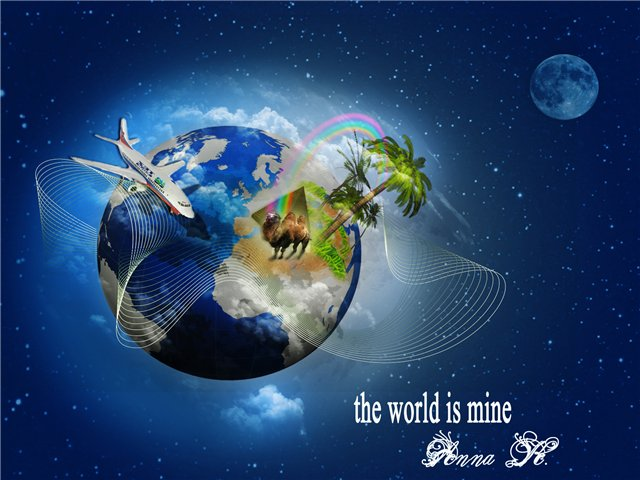 the world is mine
Anna K.